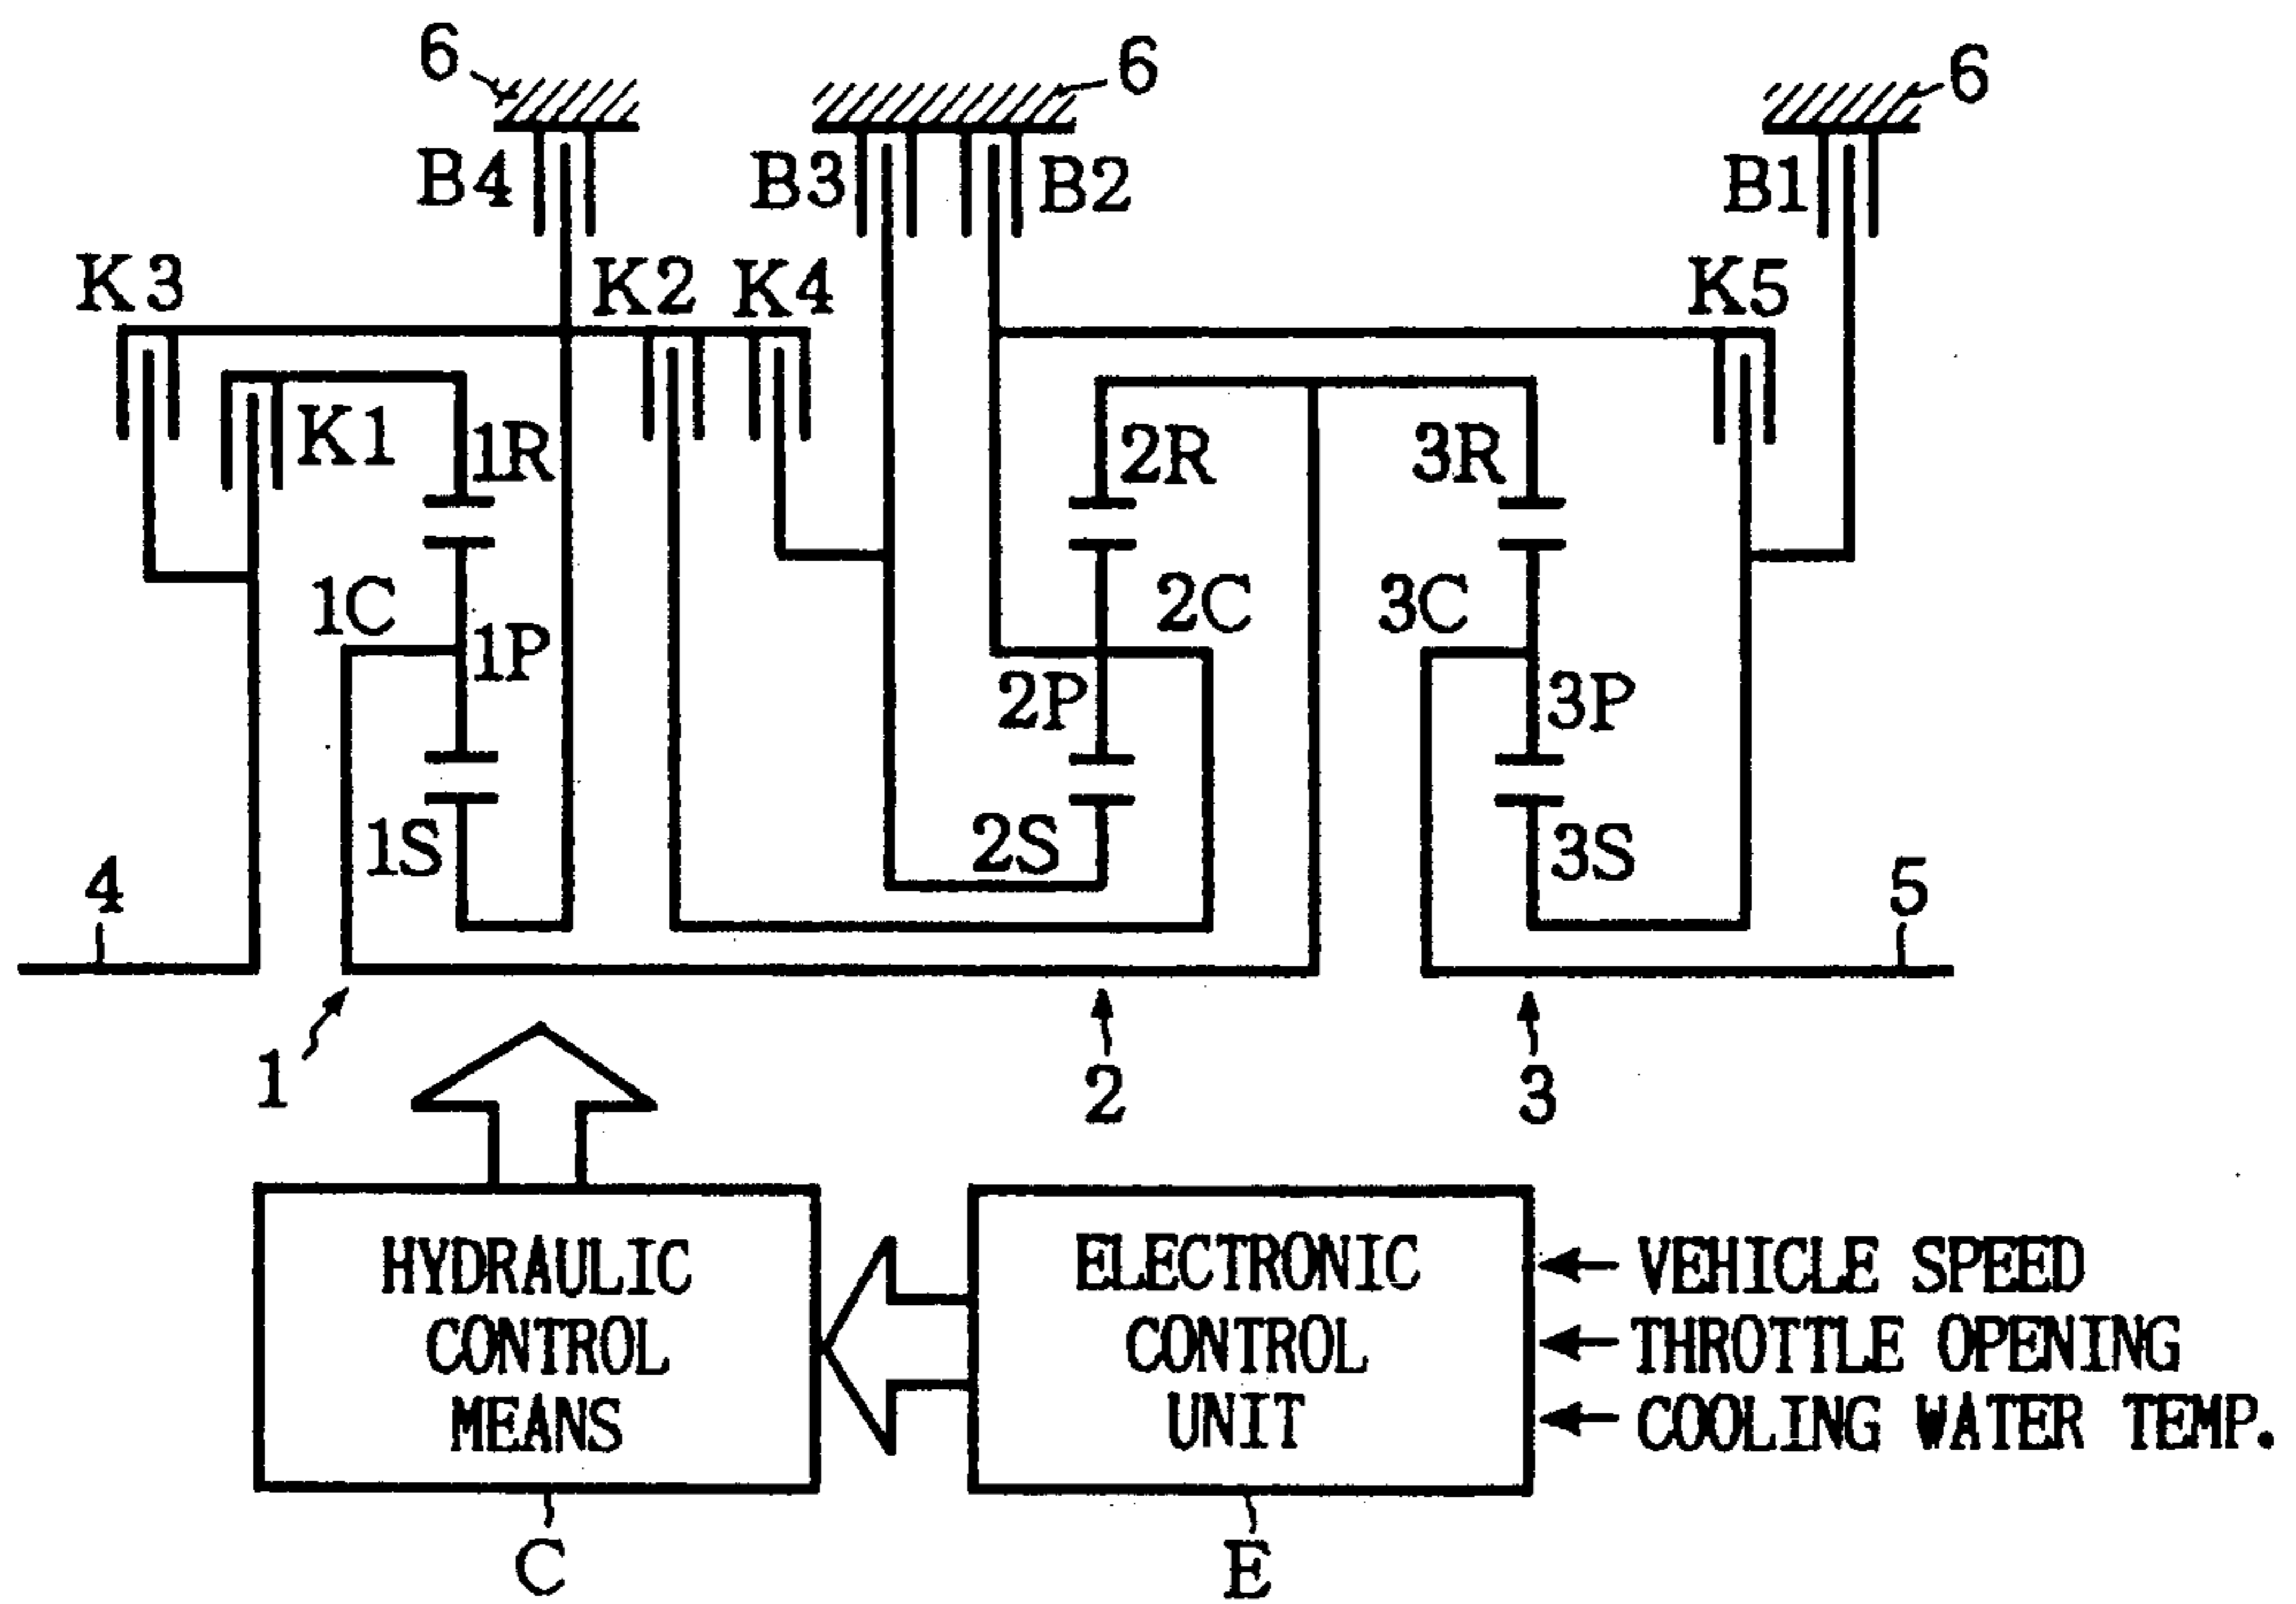 6
6
6
B4
B3
B2
B1
K3
K2
K4
K5
K1
1R
2R
3R
1C
2C
3C
1P
2P
3P
1S
2S
3S
4
5
1
2
3
HYDRAULIC
CONTROL
MEANS
ELECTRONIC
CONTROL
UNIT
VEHICLE SPEED
THROTTLE OPENING
COOLING WATER TEMP.
C
E